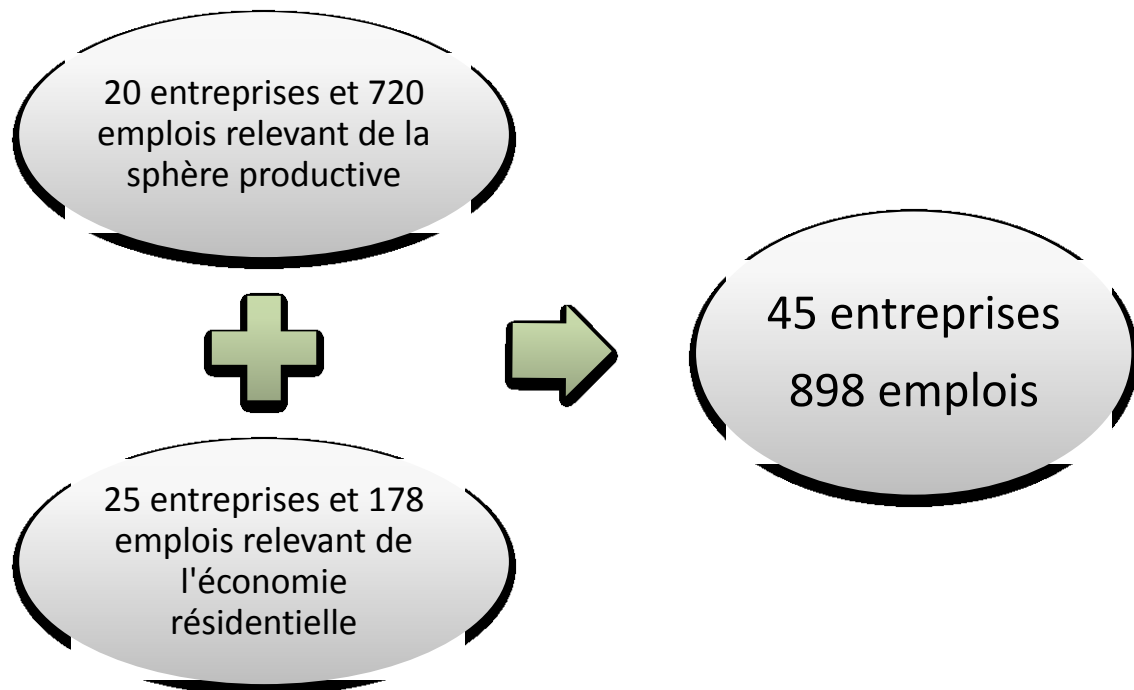 20 entreprises et 720
emplois relevant de la
sphère productive
25 entreprises et 178
emplois relevant de
l'économie
résidentielle
45 entreprises
898 emplois